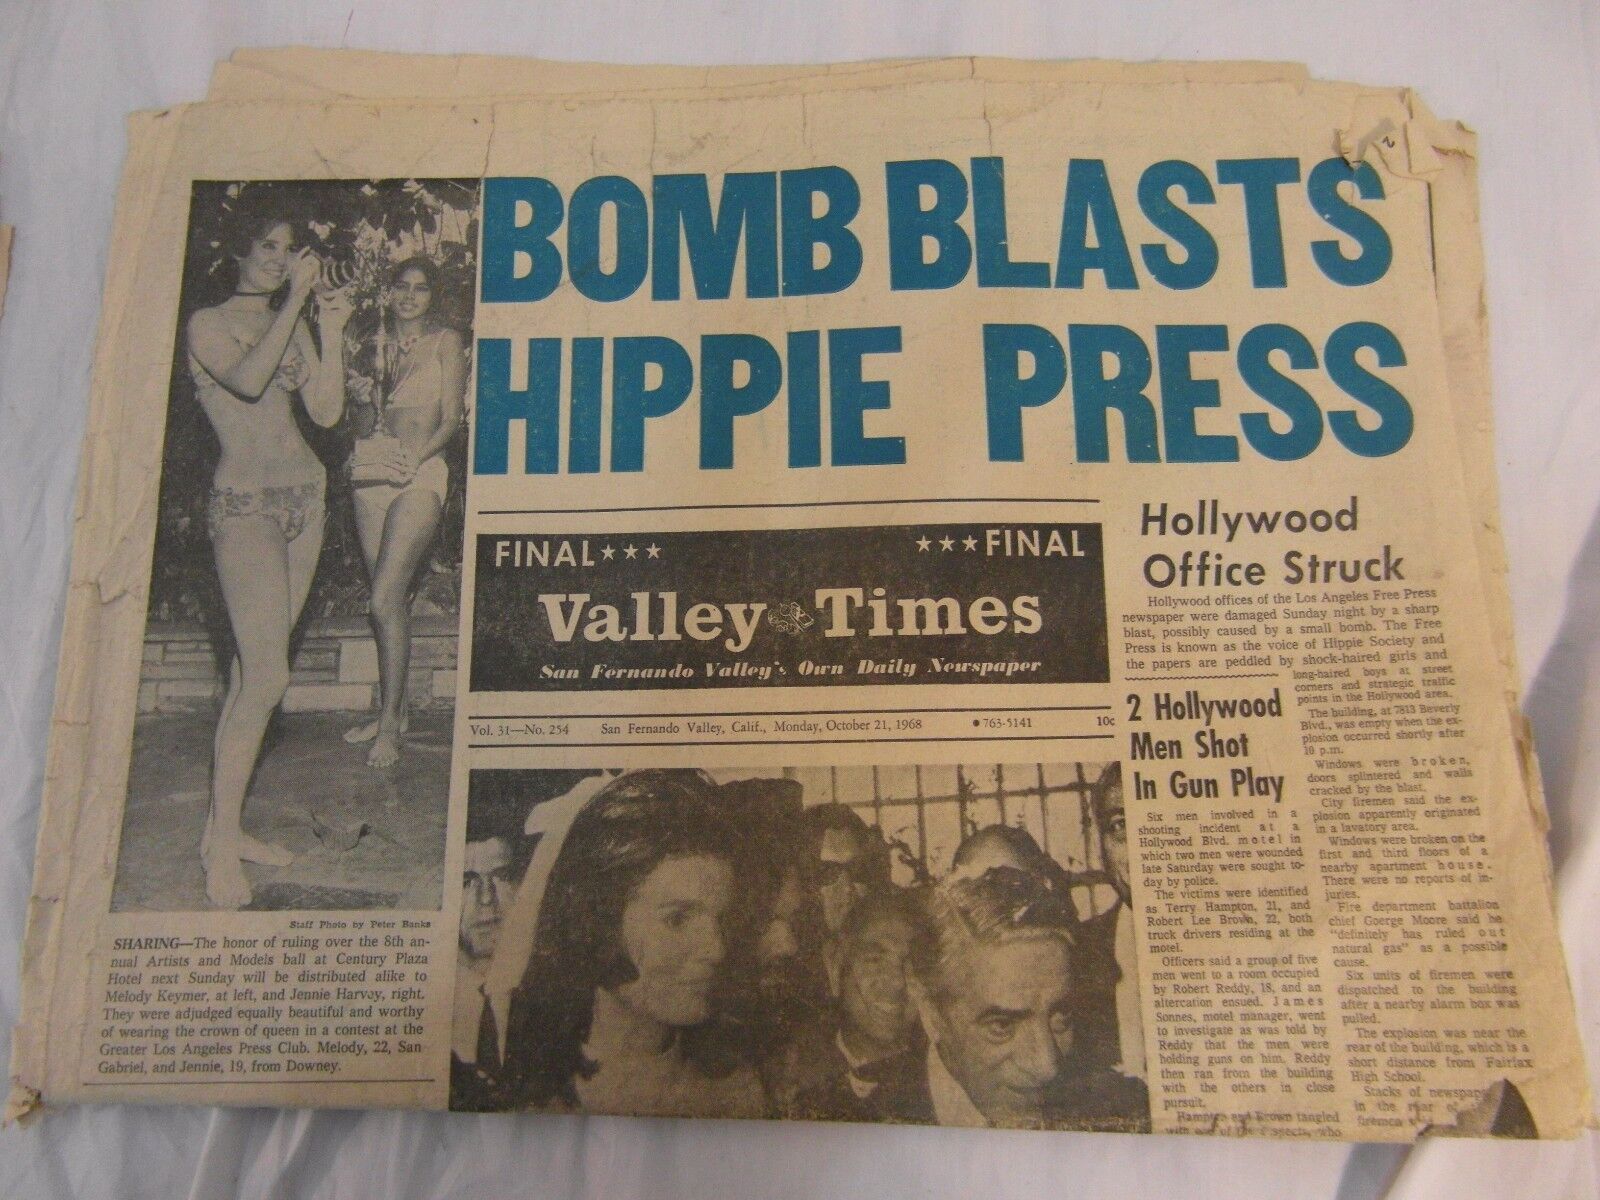 BOMB BLASTS
HIPPIE PRESS
Staff Photo by Peter Banks
SHARING—The honor of ruling over the 8th an-
nual Artists and Models ball at Century Plaza
Hotel next Sunday will be distributed alike to
Melody Keymer, at left, and Jennie Harvey, right.
They were adjudged equally beautiful and worthy
of wearing the crown of queen in a contest at the
Greater Los Angeles Press Club. Melody, 22, San
Gabriel, and Jennie, 19, from Downey.
FINAL★★★ ★★★FINAL
Valley Times
San Fernando Valley's Own Daily Newspaper
Vol. 31—No. 254 San Fernando Valley, Calif., Monday, October 21, 1968 ●763-5141 10c
Hollywood
Office Struck
Hollywood offices of the Los Angeles Free Press
newspaper were damaged Sunday night by a sharp
blast, possibly caused by a small bomb. The Free
Press is known as the voice of Hippie Society and
the papers are peddled by shock-haired girls and
long-haired boys at street
corners and strategic traffic
points in the Hollywood area.
The building, at 7813 Beverly
Blvd., was empty when the ex-
plosion occurred shortly after
10 p.m.
Windows were broken,
doors splintered and walls
cracked by the blast.
City firemen said the ex-
plosion apparently originated
in a lavatory area.
Windows were broken on the
first and third floors of a
nearby apartment house.
There were no reports of in-
juries.
Fire department battalion
chief Goerge Moore said he
"definitely has ruled out
natural gas" as a possible
cause.
Six units of firemen were
dispatched to the building
after a nearby alarm box was
pulled.
The explosion was near the
rear of the building, which is a
short distance from Fairfax
High School.
Stacks of newspap
in the rear of
firemen
2 Hollywood
Men Shot
In Gun Play
Six men involved in a
shooting incident at a
Hollywood Blvd. motel in
which two men were wounded
late Saturday were sought to-
day by police.
The victims were identified
as Terry Hampton, 21, and
Robert Lee Brown, 22, both
truck drivers residing at the
motel.
Officers said a group of five
men went to a room occupied
by Robert Reddy, 18, and an
altercation ensued. James
Sonnes, motel manager, went
to investigate as was told by
Reddy that the men were
holding guns on him. Reddy
then ran from the building
with the others in close
pursuit.
Hampton and Brown tangled
with one of the suspects, who
2